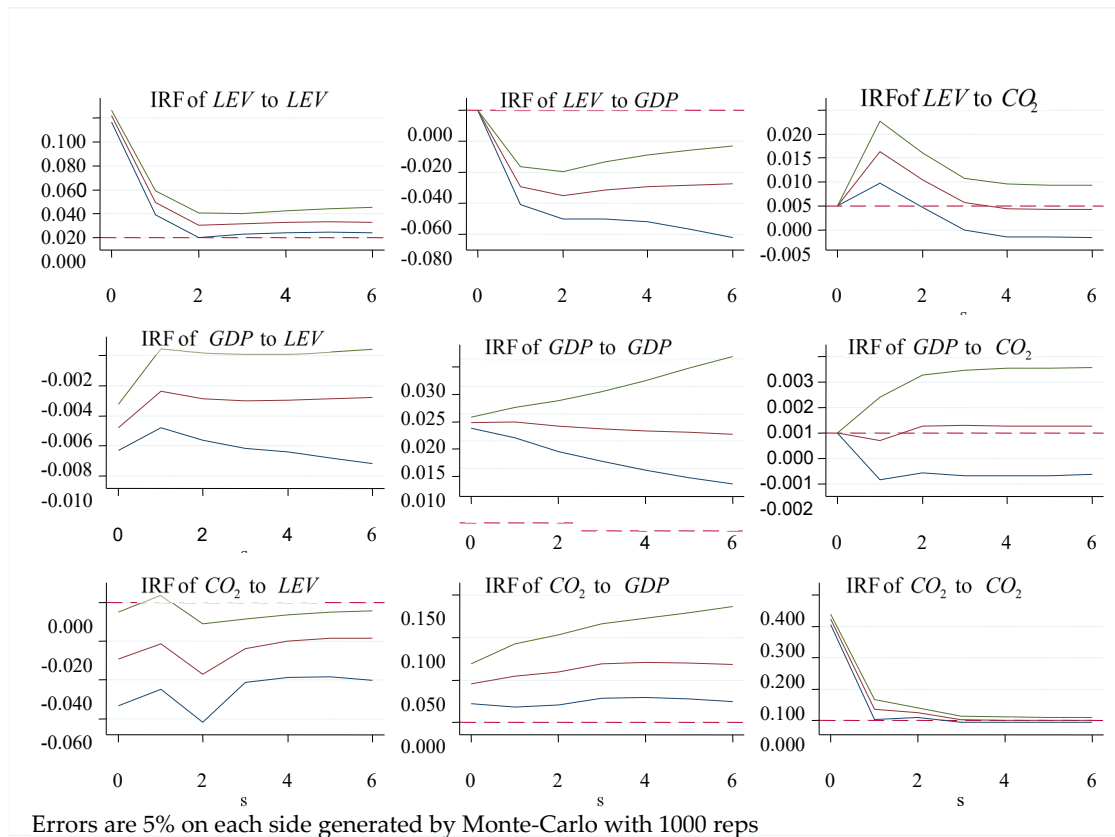 IRF of LEV to LEV
0.100
0.080
0.060
0.040
0.020
0.000
0 2 4 6
IRF of LEV to GDP
0.000
-0.020
-0.040
-0.060
-0.080
0 2 4 6
IRFof LEV to CO2
0.020
0.015
0.010
0.005
0.000
-0.005
0 2 4 6
s
IRF of GDP to LEV
-0.002
-0.004
-0.006
-0.008
-0.010
0 2 4 6
s
IRF of GDP to GDP
0.030
0.025
0.020
0.015
0.010
0 2 4 6
IRF of GDP to CO2
0.003
0.002
0.001
0.000
-0.001
-0.002
0 2 4 6
IRF of CO2 to LEV
0.000
-0.020
-0.040
-0.060
0 2 4 6
s
IRF of CO2 to GDP
0.150
0.100
0.050
0.000
0 2 4 6
s
IRF of CO2 to CO2
0.400
0.300
0.200
0.100
0.000
0 2 4 6
s
Errors are 5% on each side generated by Monte-Carlo with 1000 reps